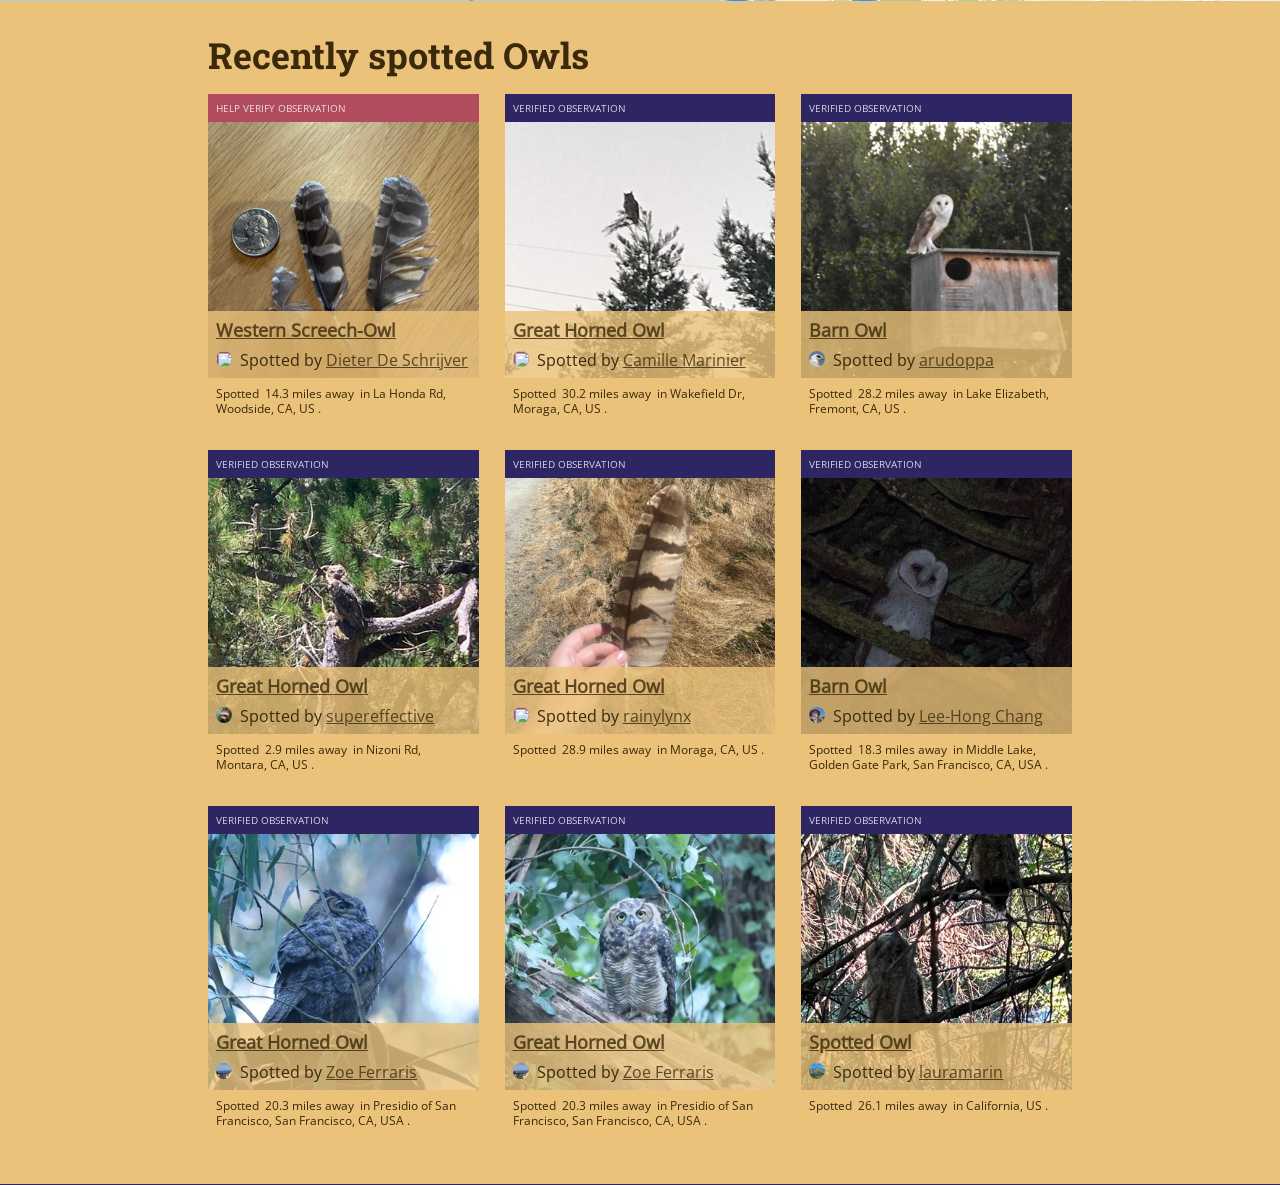 Recently spotted Owls
HELP VERIFY OBSERVATION
Western Screech-Owl
Spotted by Dieter De Schrijver
Spotted 14.3 miles away in La Honda Rd,
Woodside, CA, US .
VERIFIED OBSERVATION
Great Horned Owl
Spotted by Camille Marinier
Spotted 30.2 miles away in Wakefield Dr,
Moraga, CA, US .
VERIFIED OBSERVATION
Barn Owl
Spotted by arudoppa
Spotted 28.2 miles away in Lake Elizabeth,
Fremont, CA, US .
VERIFIED OBSERVATION
Great Horned Owl
Spotted by supereffective
Spotted 2.9 miles away in Nizoni Rd,
Montara, CA, US .
VERIFIED OBSERVATION
Great Horned Owl
Spotted by rainylynx
Spotted 28.9 miles away in Moraga, CA, US .
VERIFIED OBSERVATION
Barn Owl
Spotted by Lee-Hong Chang
Spotted 18.3 miles away in Middle Lake,
Golden Gate Park, San Francisco, CA, USA .
VERIFIED OBSERVATION
Great Horned Owl
Spotted by Zoe Ferraris
Spotted 20.3 miles away in Presidio of San
Francisco, San Francisco, CA, USA .
VERIFIED OBSERVATION
Great Horned Owl
Spotted by Zoe Ferraris
Spotted 20.3 miles away in Presidio of San
Francisco, San Francisco, CA, USA .
VERIFIED OBSERVATION
Spotted Owl
Spotted by lauramarin
Spotted 26.1 miles away in California, US .